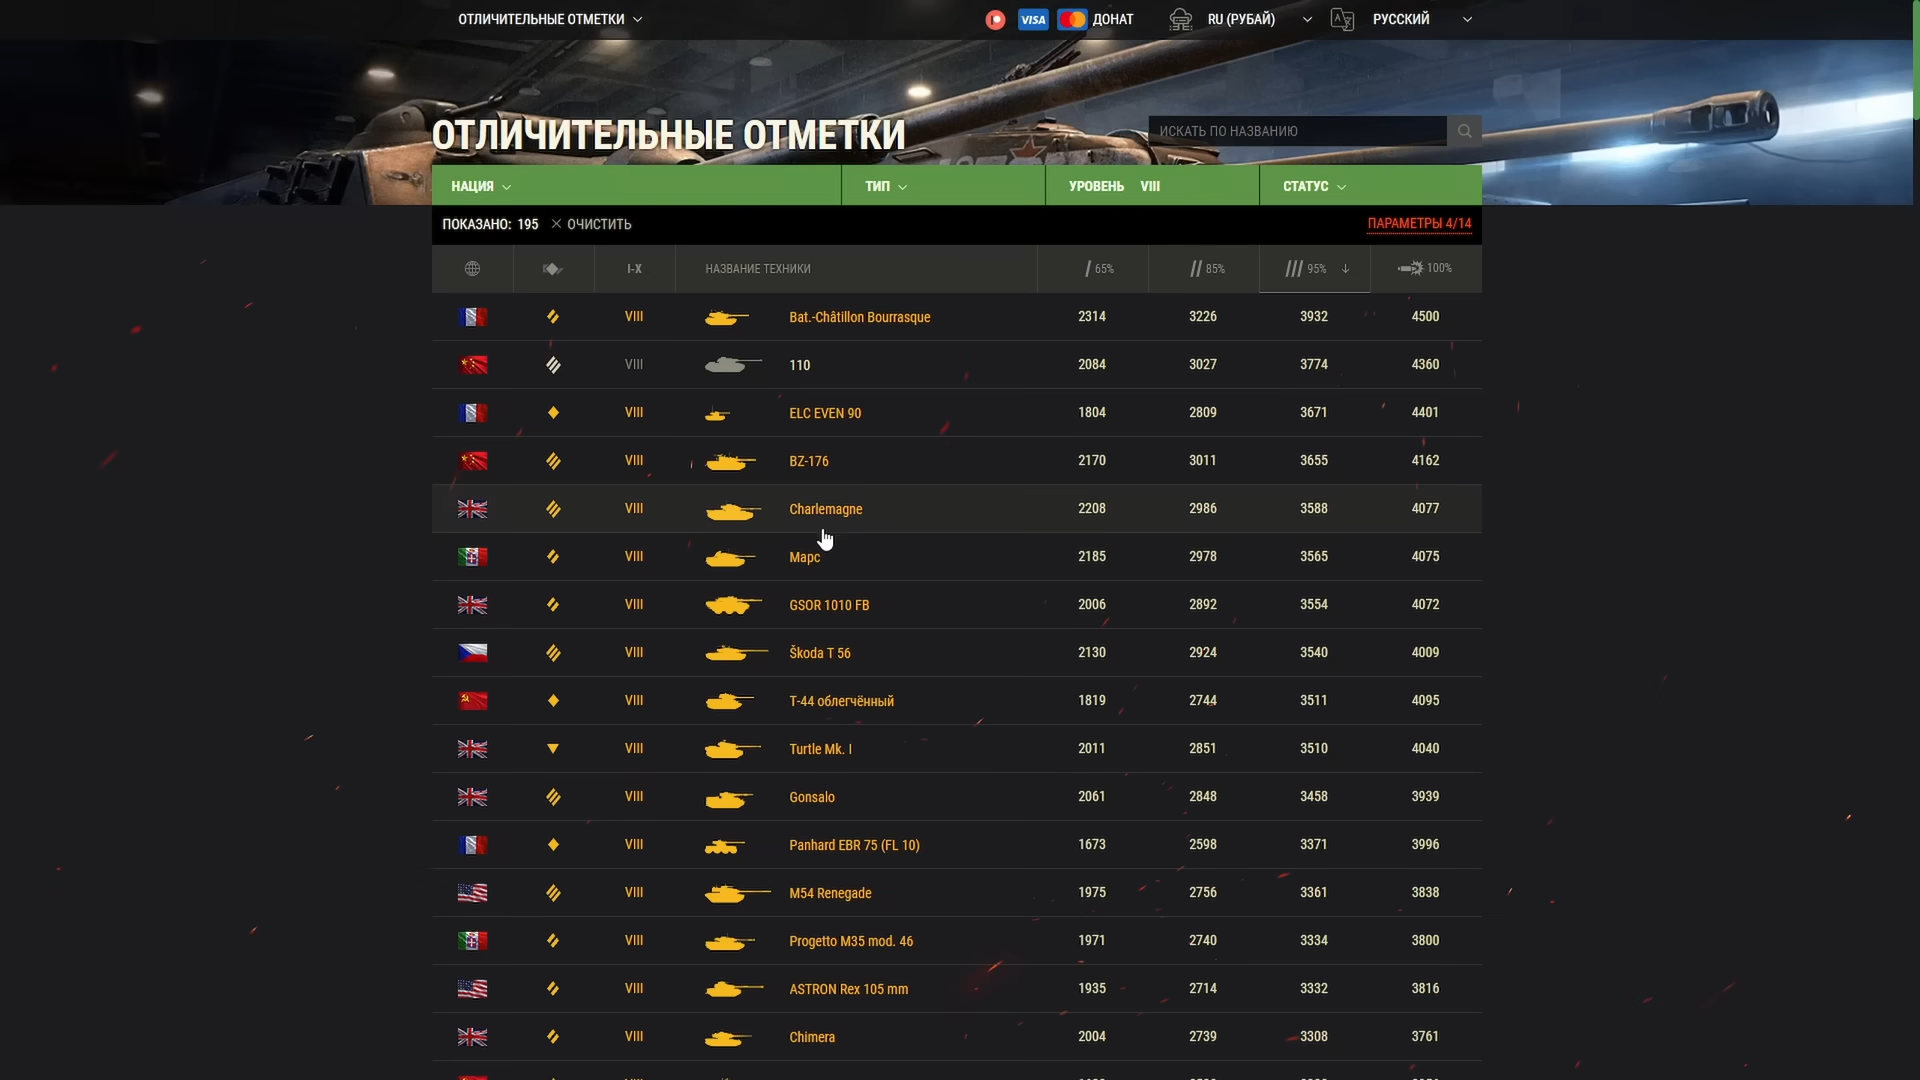 ОТЛИЧИТЕЛЬНЫЕ ОТМЕТКИ VISA ДОНАТ RU (РУБАЙ) РУССКИЙ
ОТЛИЧИТЕЛЬНЫЕ ОТМЕТКИ ИСКАТЬ ПО НАЗВАНИЮ
НАЦИЯ ТИП УРОВЕНЬ VIII СТАТУС
ПОКАЗАНО: 195 × ОЧИСТИТЬ ПАРАМЕТРЫ 4/14
I-X НАЗВАНИЕ ТЕХНИКИ / 65% // 85% /// 95% ↓ 100%
VIII Bat.-Châtillon Bourrasque 2314 3226 3932 4500
VIII 110 2084 3027 3774 4360
VIII ELC EVEN 90 1804 2809 3671 4401
VIII BZ-176 2170 3011 3655 4162
VIII Charlemagne 2208 2986 3588 4077
VIII Марс 2185 2978 3565 4075
VIII GSOR 1010 FB 2006 2892 3554 4072
VIII Škoda T 56 2130 2924 3540 4009
VIII Т-44 облегчённый 1819 2744 3511 4095
VIII Turtle Mk. I 2011 2851 3510 4040
VIII Gonsalo 2061 2848 3458 3939
VIII Panhard EBR 75 (FL 10) 1673 2598 3371 3996
VIII M54 Renegade 1975 2756 3361 3838
VIII Progetto M35 mod. 46 1971 2740 3334 3800
VIII ASTRON Rex 105 mm 1935 2714 3332 3816
VIII Chimera 2004 2739 3308 3761